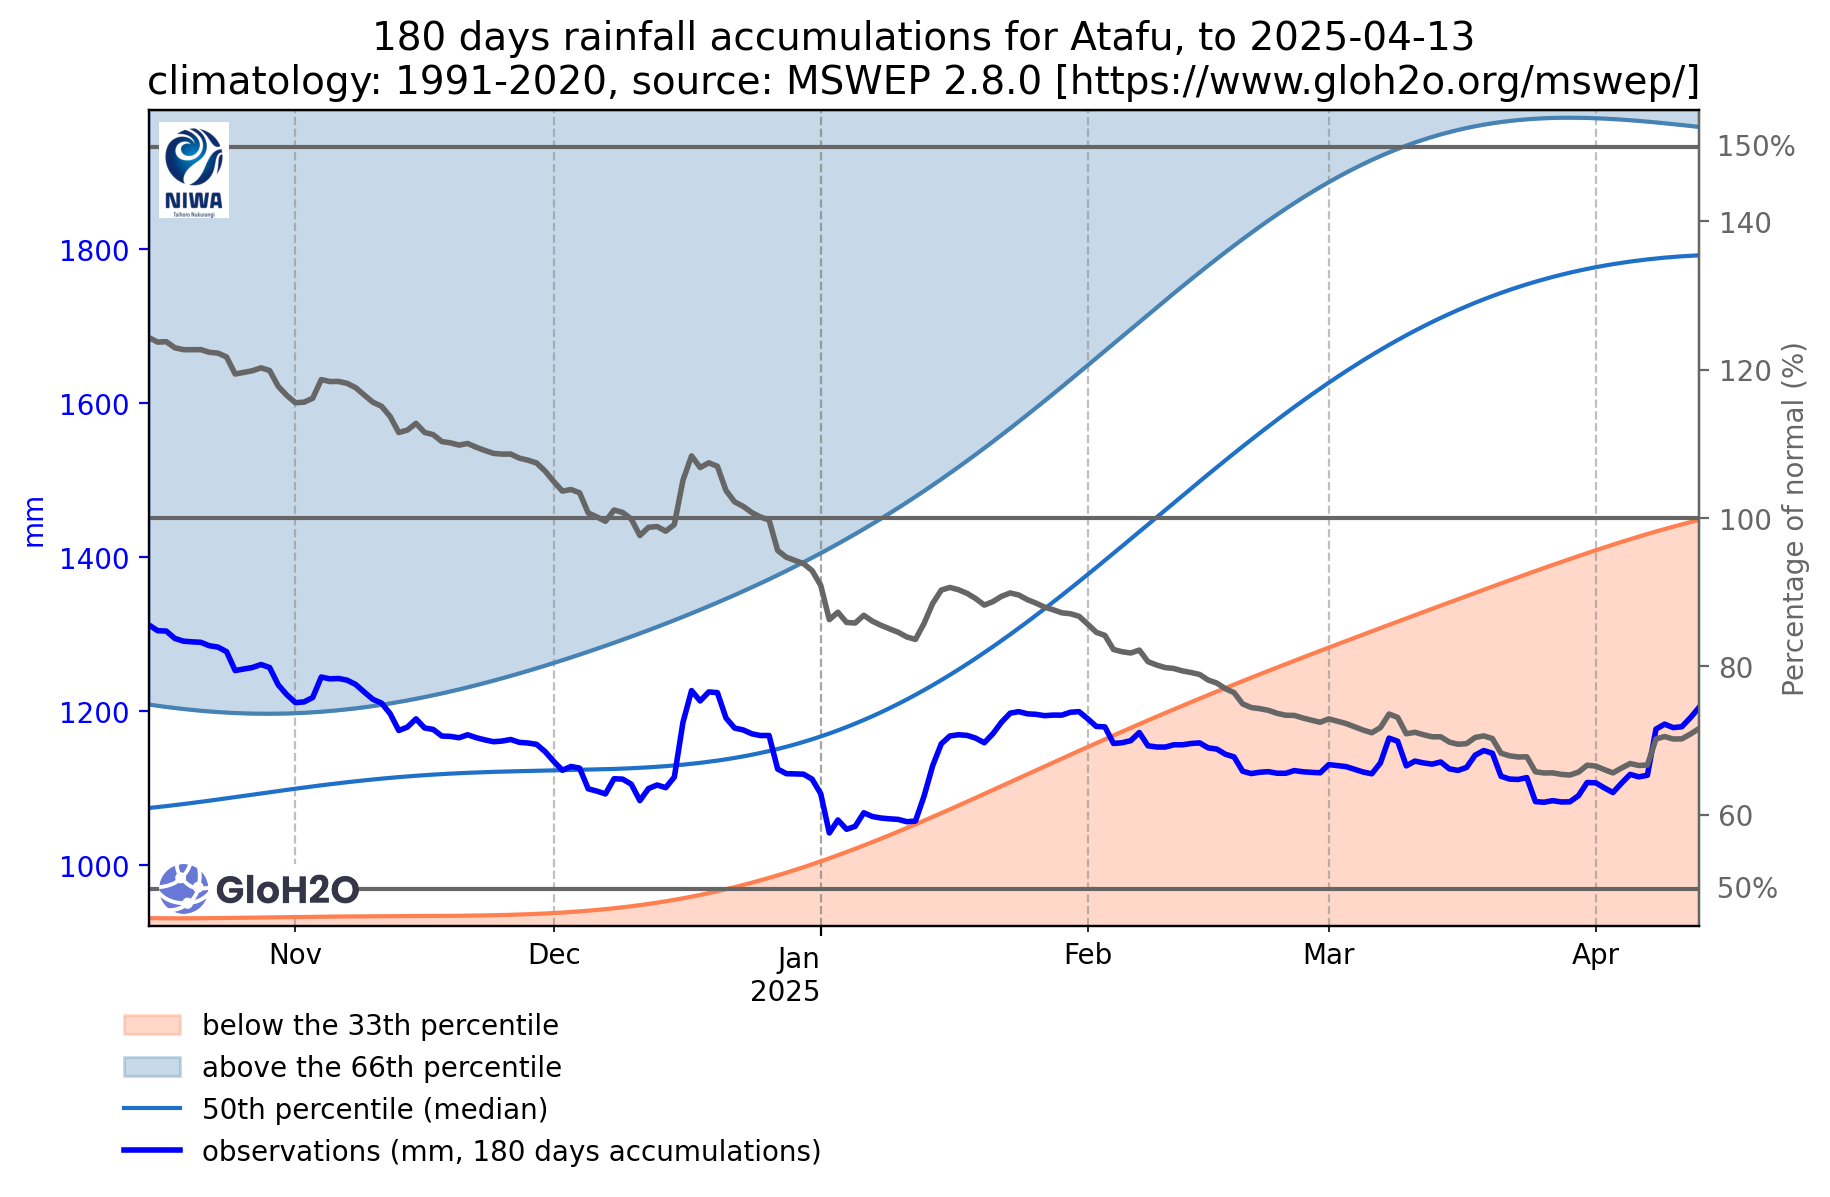 180 days rainfall accumulations for Atafu, to 2025-04-13
climatology: 1991-2020, source: MSWEP 2.8.0 [https://www.gloh2o.org/mswep/]
NIWA
Taihoro Nukurangi
150%
140
120
100
80
60
50%
Percentage of normal (%)
1800
1600
1400
1200
1000
mm
GloH2O
Nov
Dec
Jan
2025
Feb
Mar
Apr
below the 33th percentile
above the 66th percentile
50th percentile (median)
observations (mm, 180 days accumulations)